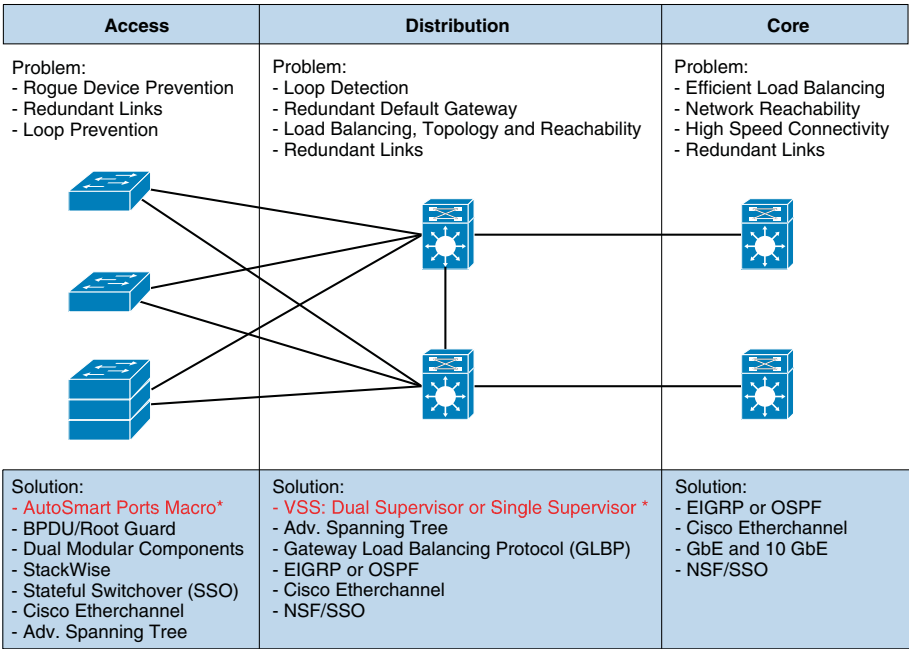 Access
Distribution
Core
Problem:
- Rogue Device Prevention
- Redundant Links
- Loop Prevention
Problem:
- Loop Detection
- Redundant Default Gateway
- Load Balancing, Topology and Reachability
- Redundant Links
Problem:
- Efficient Load Balancing
- Network Reachability
- High Speed Connectivity
- Redundant Links
Solution:
- AutoSmart Ports Macro*
- BPDU/Root Guard
- Dual Modular Components
- StackWise
- Stateful Switchover (SSO)
- Cisco Etherchannel
- Adv. Spanning Tree
Solution:
- VSS: Dual Supervisor or Single Supervisor *
- Adv. Spanning Tree
- Gateway Load Balancing Protocol (GLBP)
- EIGRP or OSPF
- Cisco Etherchannel
- NSF/SSO
Solution:
- EIGRP or OSPF
- Cisco Etherchannel
- GbE and 10 GbE
- NSF/SSO